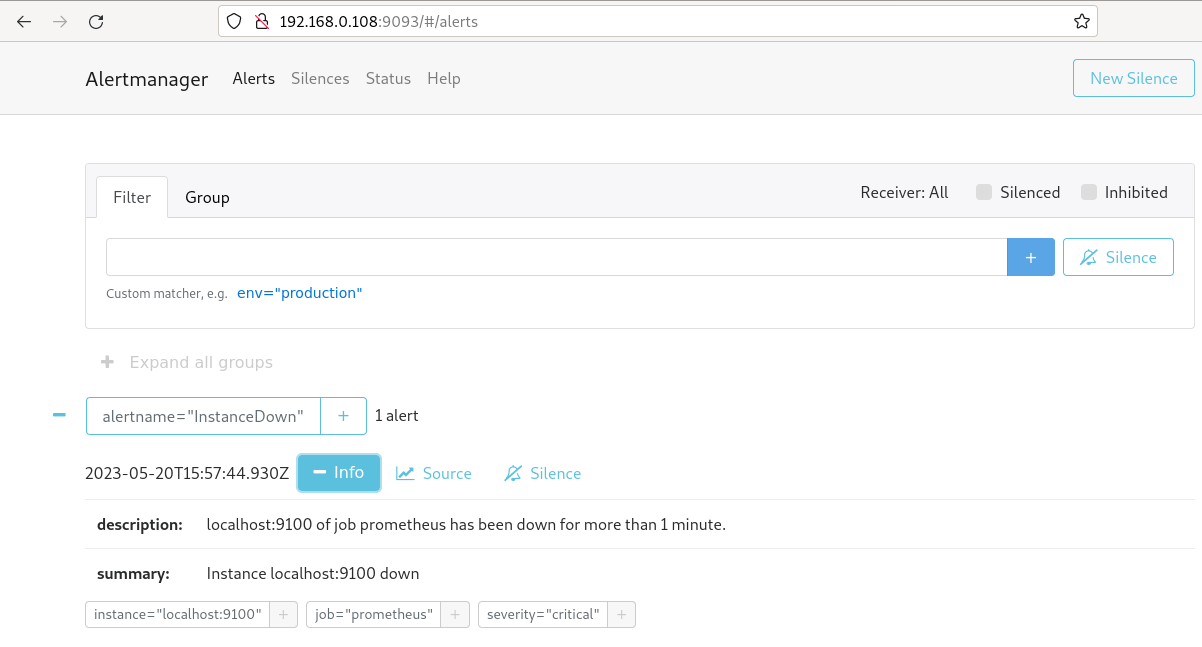 192.168.0.108:9093/#/alerts
Alertmanager Alerts Silences Status Help New Silence
Filter Group Receiver: All Silenced Inhibited
+ Silence
Custom matcher, e.g. env="production"
+ Expand all groups
− alertname="InstanceDown" + 1 alert
2023-05-20T15:57:44.930Z − Info Source Silence
description: localhost:9100 of job prometheus has been down for more than 1 minute.
summary: Instance localhost:9100 down
instance="localhost:9100" + job="prometheus" + severity="critical" +